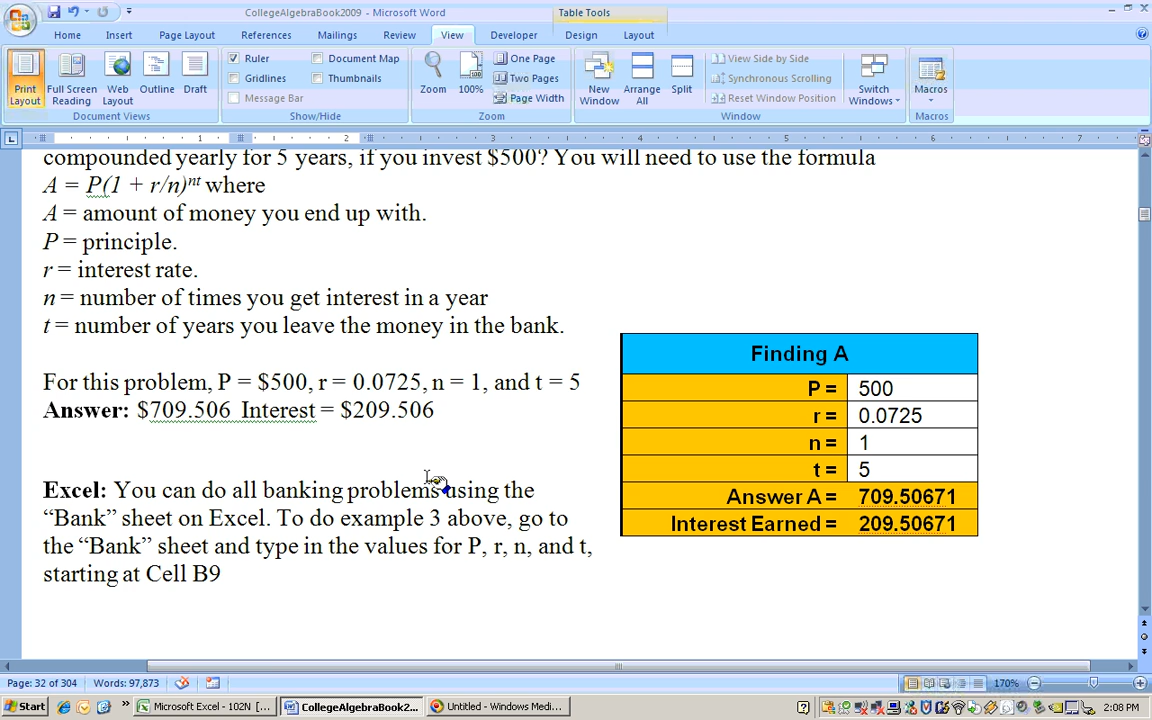 CollegeAlgebraBook2009 - Microsoft Word
Table Tools
Home Insert Page Layout References Mailings Review View Developer Design Layout
Print Layout
Full Screen Reading
Web Layout
Outline
Draft
Document Views
Ruler
Gridlines
Message Bar
Document Map
Thumbnails
Show/Hide
Zoom
100%
One Page
Two Pages
Page Width
Zoom
New Window
Arrange All
Split
View Side by Side
Synchronous Scrolling
Reset Window Position
Switch Windows
Window
Macros
Macros
1 2 3 4 5 6 7
compounded yearly for 5 years, if you invest $500? You will need to use the formula
A = P(1 + r/n)nt where
A = amount of money you end up with.
P = principle.
r = interest rate.
n = number of times you get interest in a year
t = number of years you leave the money in the bank.
For this problem, P = $500, r = 0.0725, n = 1, and t = 5
Answer: $709.506 Interest = $209.506
Excel: You can do all banking problems using the
“Bank” sheet on Excel. To do example 3 above, go to
the “Bank” sheet and type in the values for P, r, n, and t,
starting at Cell B9
Finding A
P = 500
r = 0.0725
n = 1
t = 5
Answer A = 709.50671
Interest Earned = 209.50671
Page: 32 of 304 Words: 97,873 170%
Start » Microsoft Excel - 102N [... CollegeAlgebraBook2... Untitled - Windows Medi... 2:08 PM